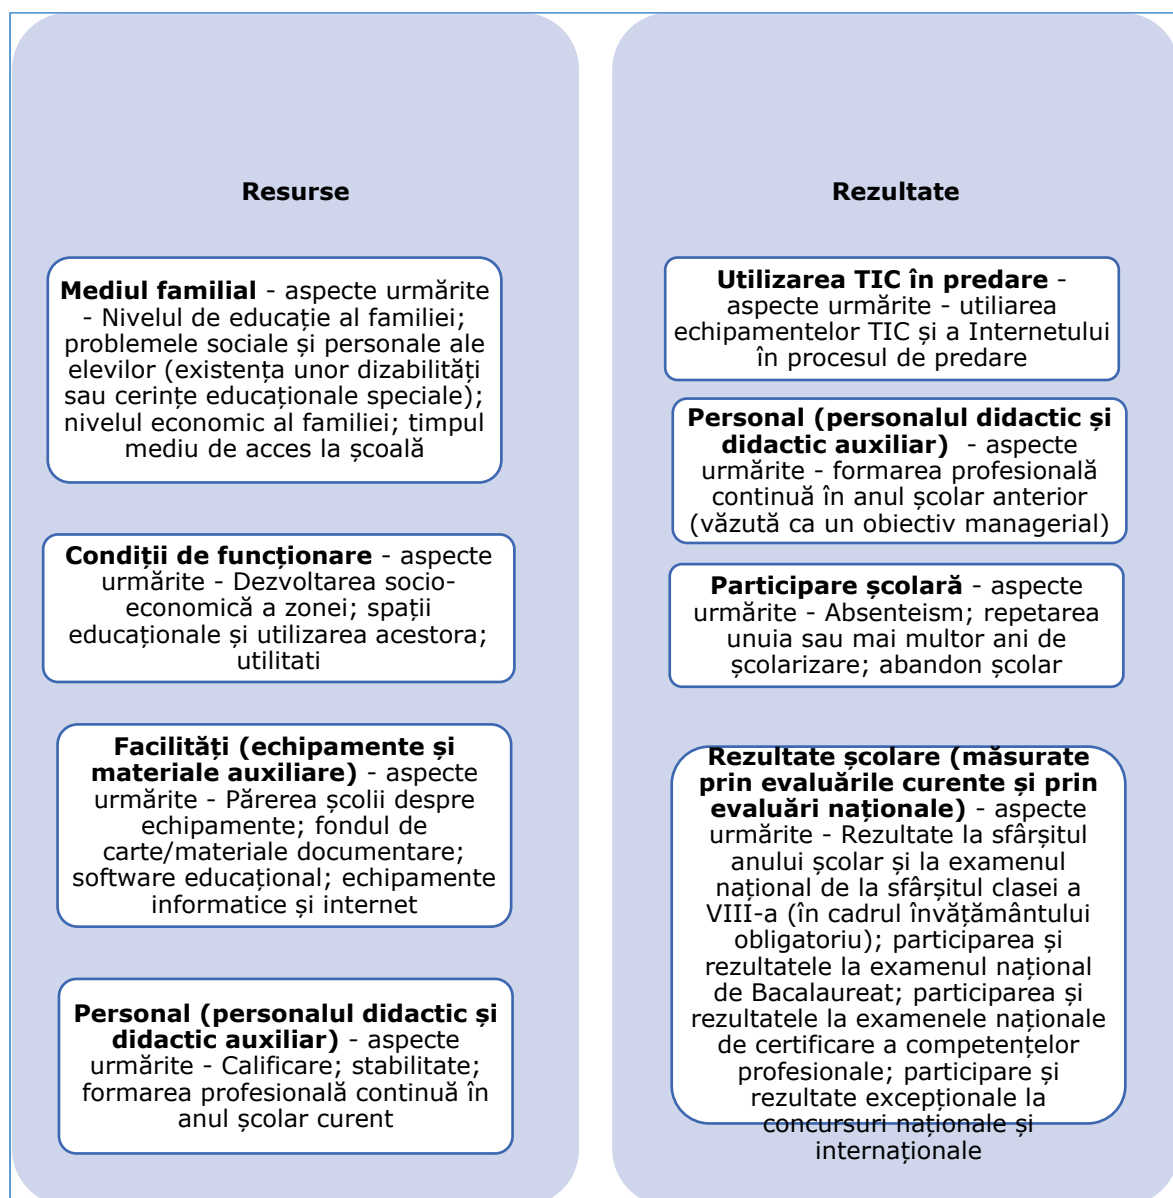 Resurse
Mediul familial - aspecte urmărite
- Nivelul de educație al familiei;
problemele sociale și personale ale
elevilor (existența unor dizabilități
sau cerințe educaționale speciale);
nivelul economic al familiei; timpul
mediu de acces la școală
Condiții de funcționare - aspecte
urmărite - Dezvoltarea socio-
economică a zonei; spații
educaționale și utilizarea acestora;
utilitati
Facilități (echipamente și
materiale auxiliare) - aspecte
urmărite - Părerea școlii despre
echipamente; fondul de
carte/materiale documentare;
software educațional; echipamente
informatice și internet
Personal (personalul didactic și
didactic auxiliar) - aspecte
urmărite - Calificare; stabilitate;
formarea profesională continuă în
anul școlar curent
Rezultate
Utilizarea TIC în predare -
aspecte urmărite - utiliarea
echipamentelor TIC și a Internetului
în procesul de predare
Personal (personalul didactic și
didactic auxiliar) - aspecte
urmărite - formarea profesională
continuă în anul școlar anterior
(văzută ca un obiectiv managerial)
Participare școlară - aspecte
urmărite - Absenteism; repetarea
unuia sau mai multor ani de
școlarizare; abandon școlar
Rezultate școlare (măsurate
prin evaluările curente și prin
evaluări naționale) - aspecte
urmărite - Rezultate la sfârșitul
anului școlar și la examenul
național de la sfârșitul clasei a
VIII-a (în cadrul învățământului
obligatoriu); participarea și
rezultatele la examenul național
de Bacalaureat; participarea și
rezultatele la examenele naționale
de certificare a competențelor
profesionale; participare și
rezultate excepționale la
concursuri naționale și
internaționale